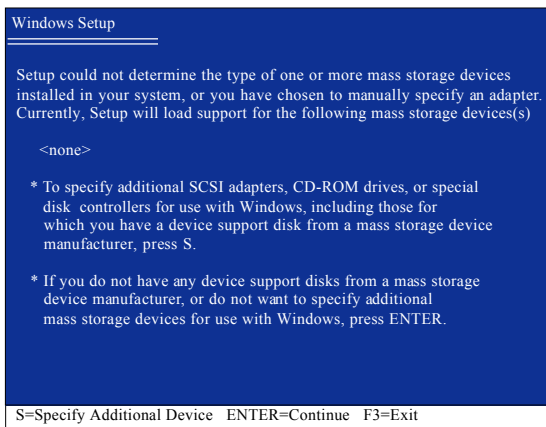 Windows Setup
Setup could not determine the type of one or more mass storage devices
installed in your system, or you have chosen to manually specify an adapter.
Currently, Setup will load support for the following mass storage devices(s)
<none>
* To specify additional SCSI adapters, CD-ROM drives, or special
disk controllers for use with Windows, including those for
which you have a device support disk from a mass storage device
manufacturer, press S.
* If you do not have any device support disks from a mass storage
device manufacturer, or do not want to specify additional
mass storage devices for use with Windows, press ENTER.
S=Specify Additional Device ENTER=Continue F3=Exit